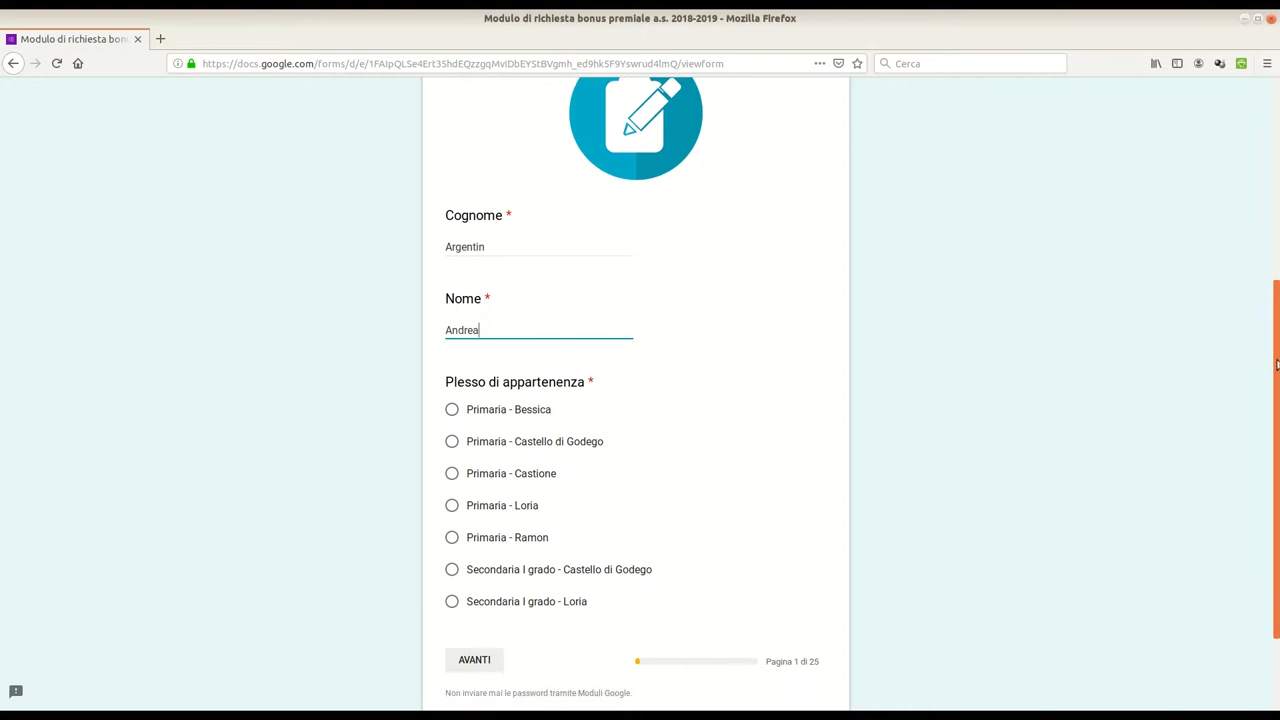 Modulo di richiesta bonus premiale a.s. 2018-2019 - Mozilla Firefox
Modulo di richiesta bon
https://docs.google.com/forms/d/e/1FAIpQLSe4Ert35hdEQzzgqMvIDbEYStBVgmh_ed9hk5F9Yswrud4lmQ/viewform
Cerca
Cognome *
Argentin
Nome *
Andrea
Plesso di appartenenza *
Primaria - Bessica
Primaria - Castello di Godego
Primaria - Castione
Primaria - Loria
Primaria - Ramon
Secondaria I grado - Castello di Godego
Secondaria I grado - Loria
AVANTI
Pagina 1 di 25
Non inviare mai le password tramite Moduli Google.